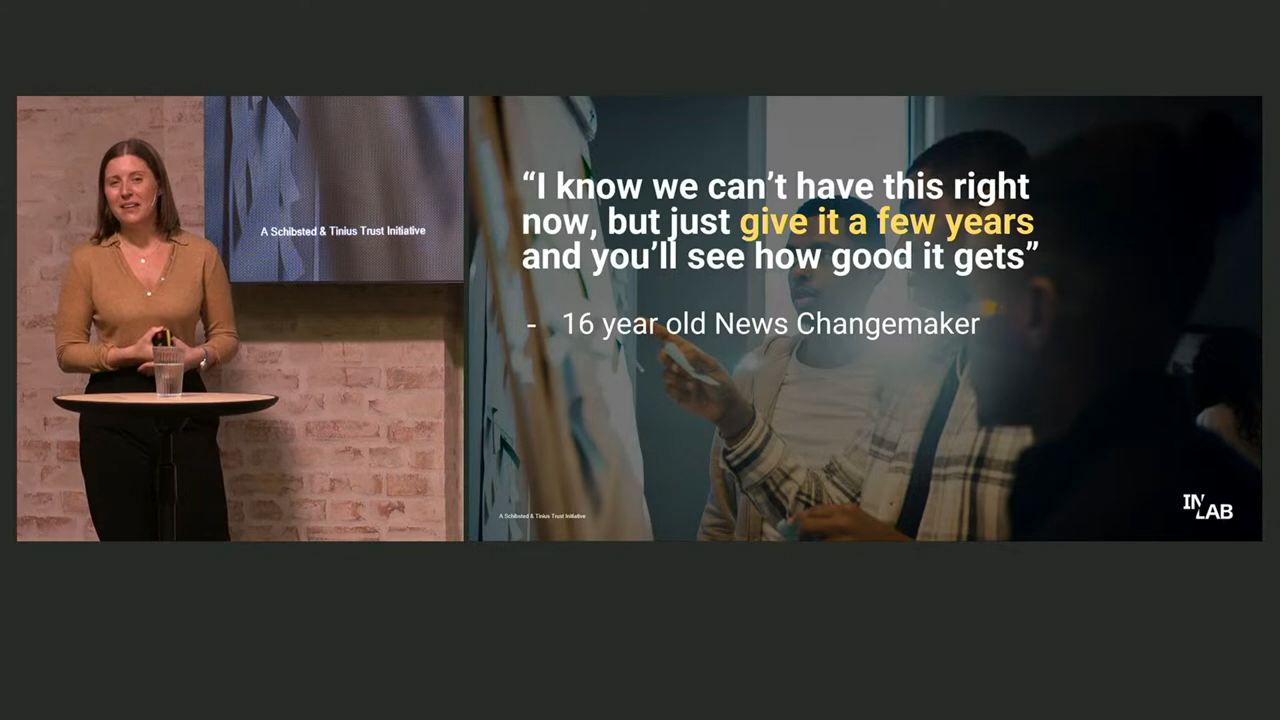 A Schibsted & Tinius Trust Initiative
“I know we can’t have this right
now, but just give it a few years
and you’ll see how good it gets”
- 16 year old News Changemaker
A Schibsted & Tinius Trust Initiative
IN
LAB